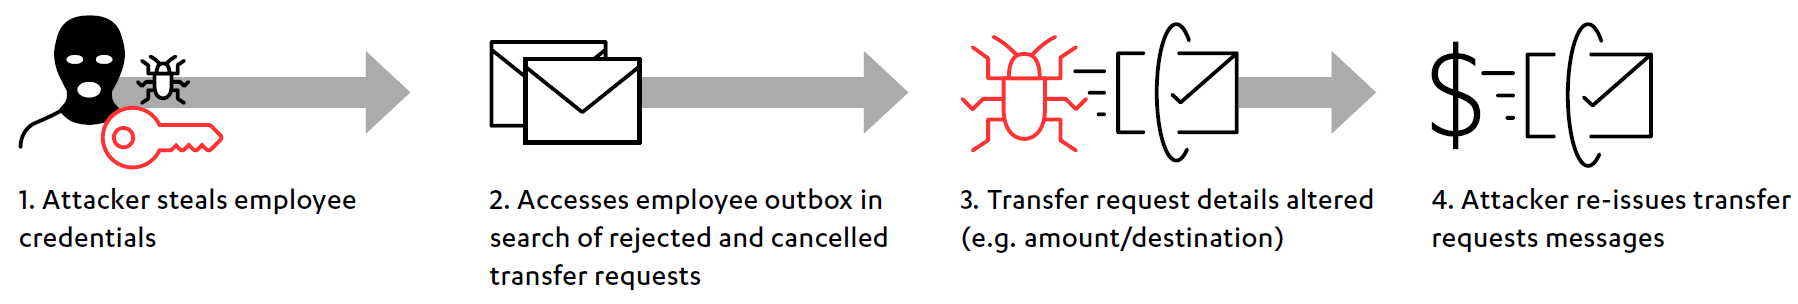 1. Attacker steals employee
credentials
2. Accesses employee outbox in
search of rejected and cancelled
transfer requests
3. Transfer request details altered
(e.g. amount/destination)
4. Attacker re-issues transfer
requests messages